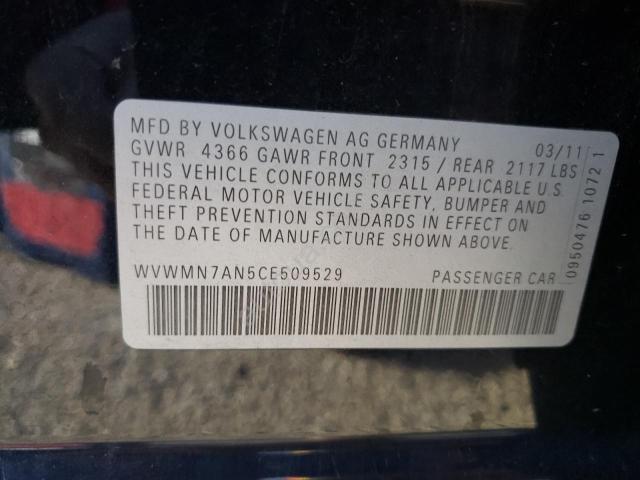 MFD BY VOLKSWAGEN AG GERMANY 03/11
GVWR 4366 GAWR FRONT 2315 / REAR 2117 LBS
THIS VEHICLE CONFORMS TO ALL APPLICABLE U.S.
FEDERAL MOTOR VEHICLE SAFETY, BUMPER AND
THEFT PREVENTION STANDARDS IN EFFECT ON
THE DATE OF MANUFACTURE SHOWN ABOVE.
WVWMN7AN5CE509529 PASSENGER CAR
0950476 1072 1